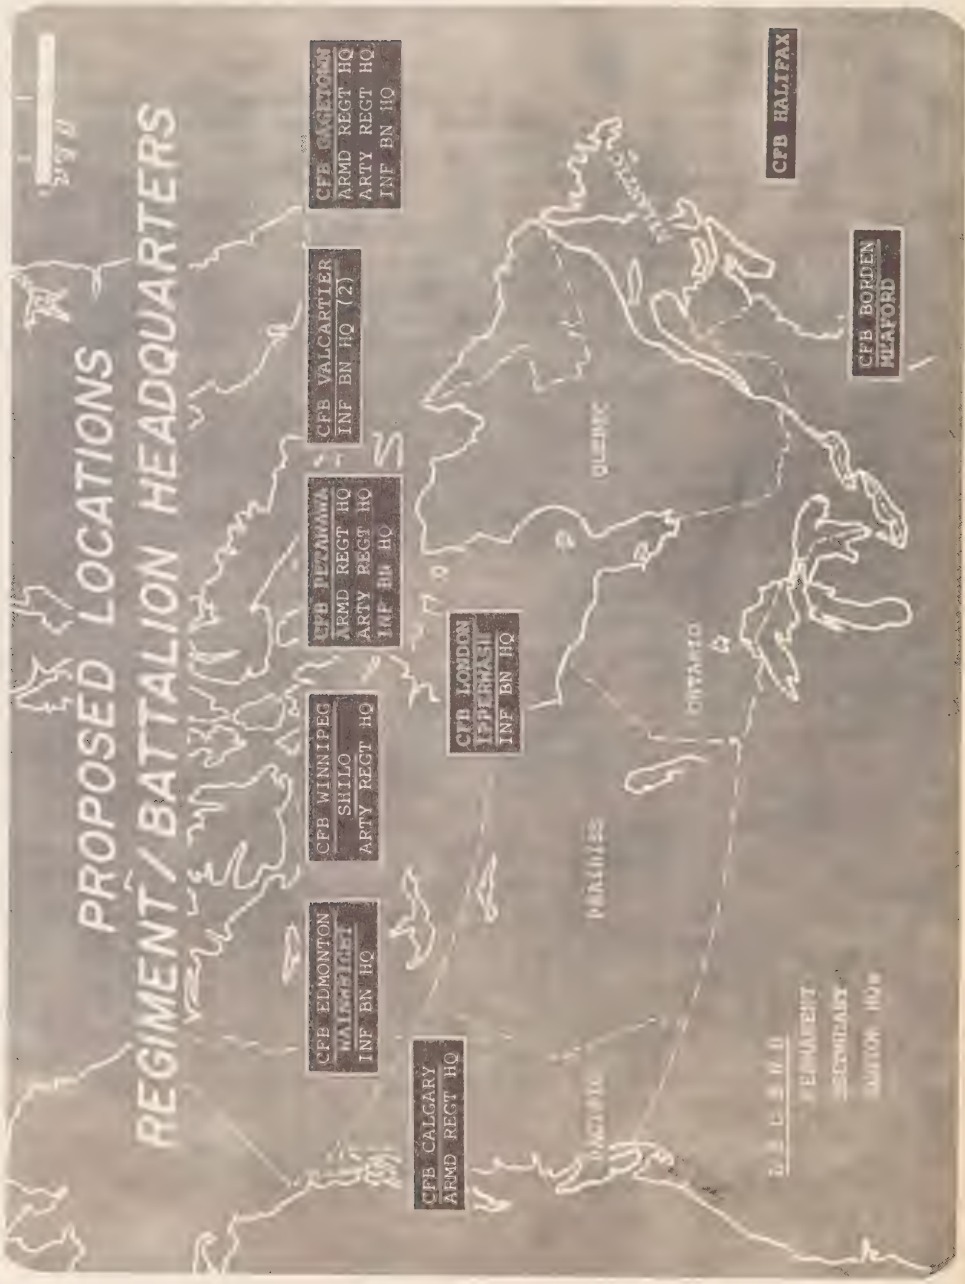 PROPOSED LOCATIONS
REGIMENT/BATTALION HEADQUARTERS
CFB CALGARY
ARMD REGT HQ
CFB EDMONTON
WAINWRIGHT
INF BN HQ
CFB WINNIPEG
SHILO
ARTY REGT HQ
CFB LONDON
IPPERWASH
INF BN HQ
CFB PETAWAWA
ARMD REGT HQ
ARTY REGT HQ
INF BN HQ
CFB VALCARTIER
INF BN HQ (2)
CFB GAGETOWN
ARMD REGT HQ
ARTY REGT HQ
INF BN HQ
CFB BORDEN
MEAFORD
CFB HALIFAX
PACIFIC
PRAIRIES
ONTARIO
QUEBEC
LEGEND
PERMANENT
SECONDARY